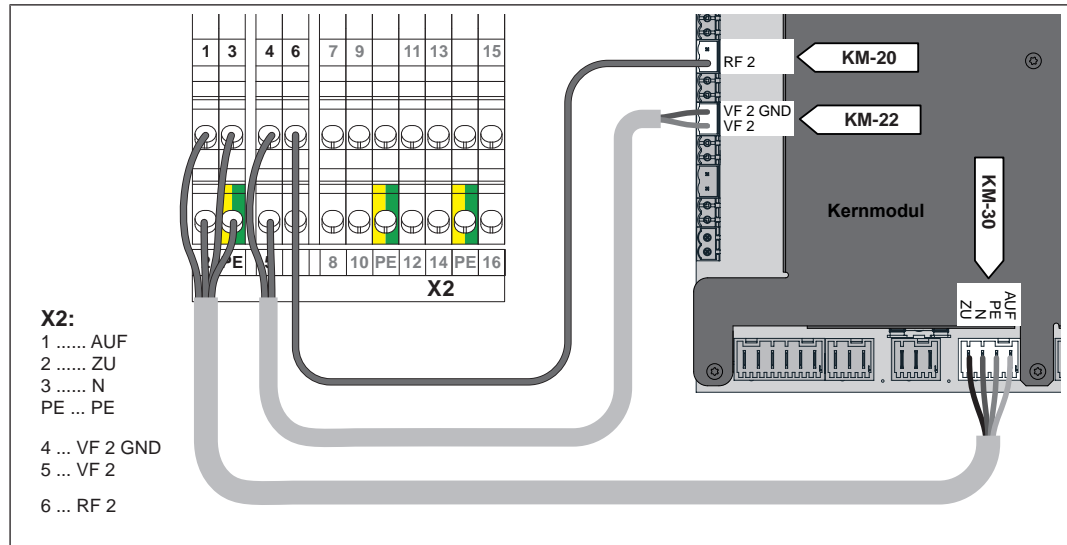 1 3 4 6 7 9 11 13 15
PE 8 10 PE 12 14 PE 16
X2
RF 2
KM-20
VF 2 GND
VF 2
KM-22
KM-30
Kernmodul
AUF
PE
N
ZU
X2:
1 ...... AUF
2 ...... ZU
3 ...... N
PE ... PE
4 ... VF 2 GND
5 ... VF 2
6 ... RF 2